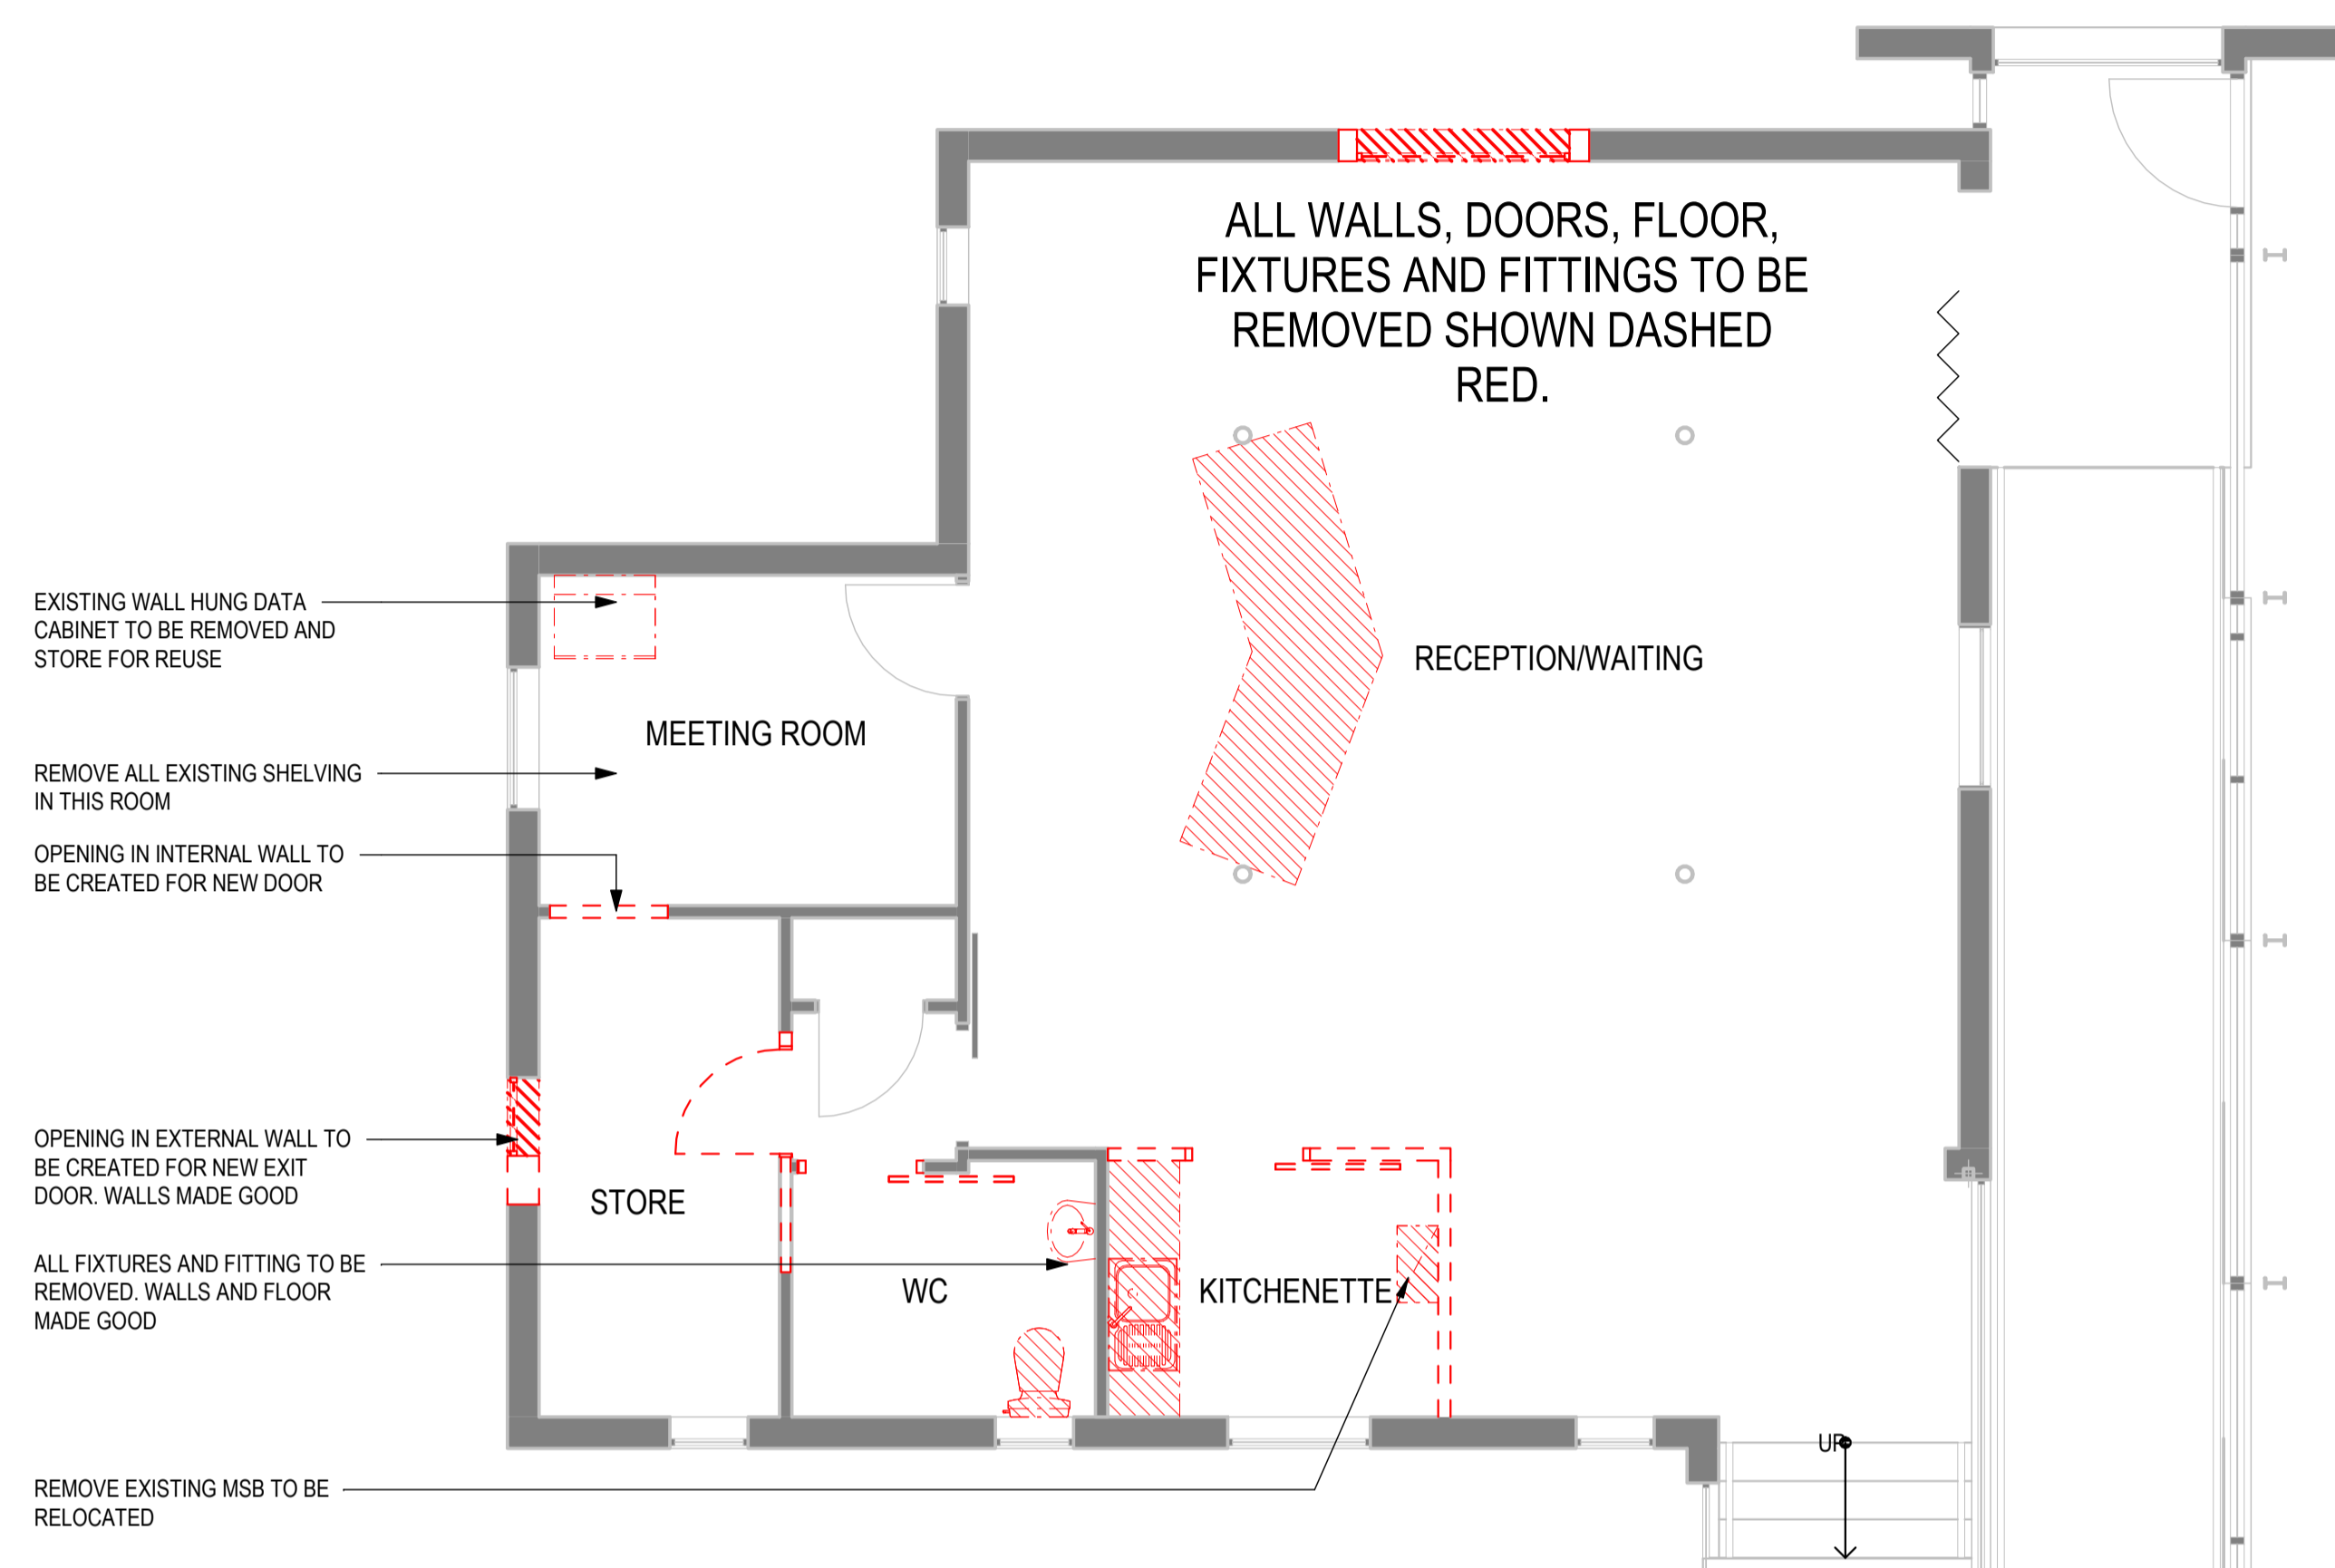 ALL WALLS, DOORS, FLOOR,
FIXTURES AND FITTINGS TO BE
REMOVED SHOWN DASHED
RED.
EXISTING WALL HUNG DATA
CABINET TO BE REMOVED AND
STORE FOR REUSE
RECEPTION/WAITING
MEETING ROOM
REMOVE ALL EXISTING SHELVING
IN THIS ROOM
OPENING IN INTERNAL WALL TO
BE CREATED FOR NEW DOOR
OPENING IN EXTERNAL WALL TO
BE CREATED FOR NEW EXIT
DOOR. WALLS MADE GOOD
STORE
ALL FIXTURES AND FITTING TO BE
REMOVED. WALLS AND FLOOR
MADE GOOD
WC
KITCHENETTE
UP
REMOVE EXISTING MSB TO BE
RELOCATED